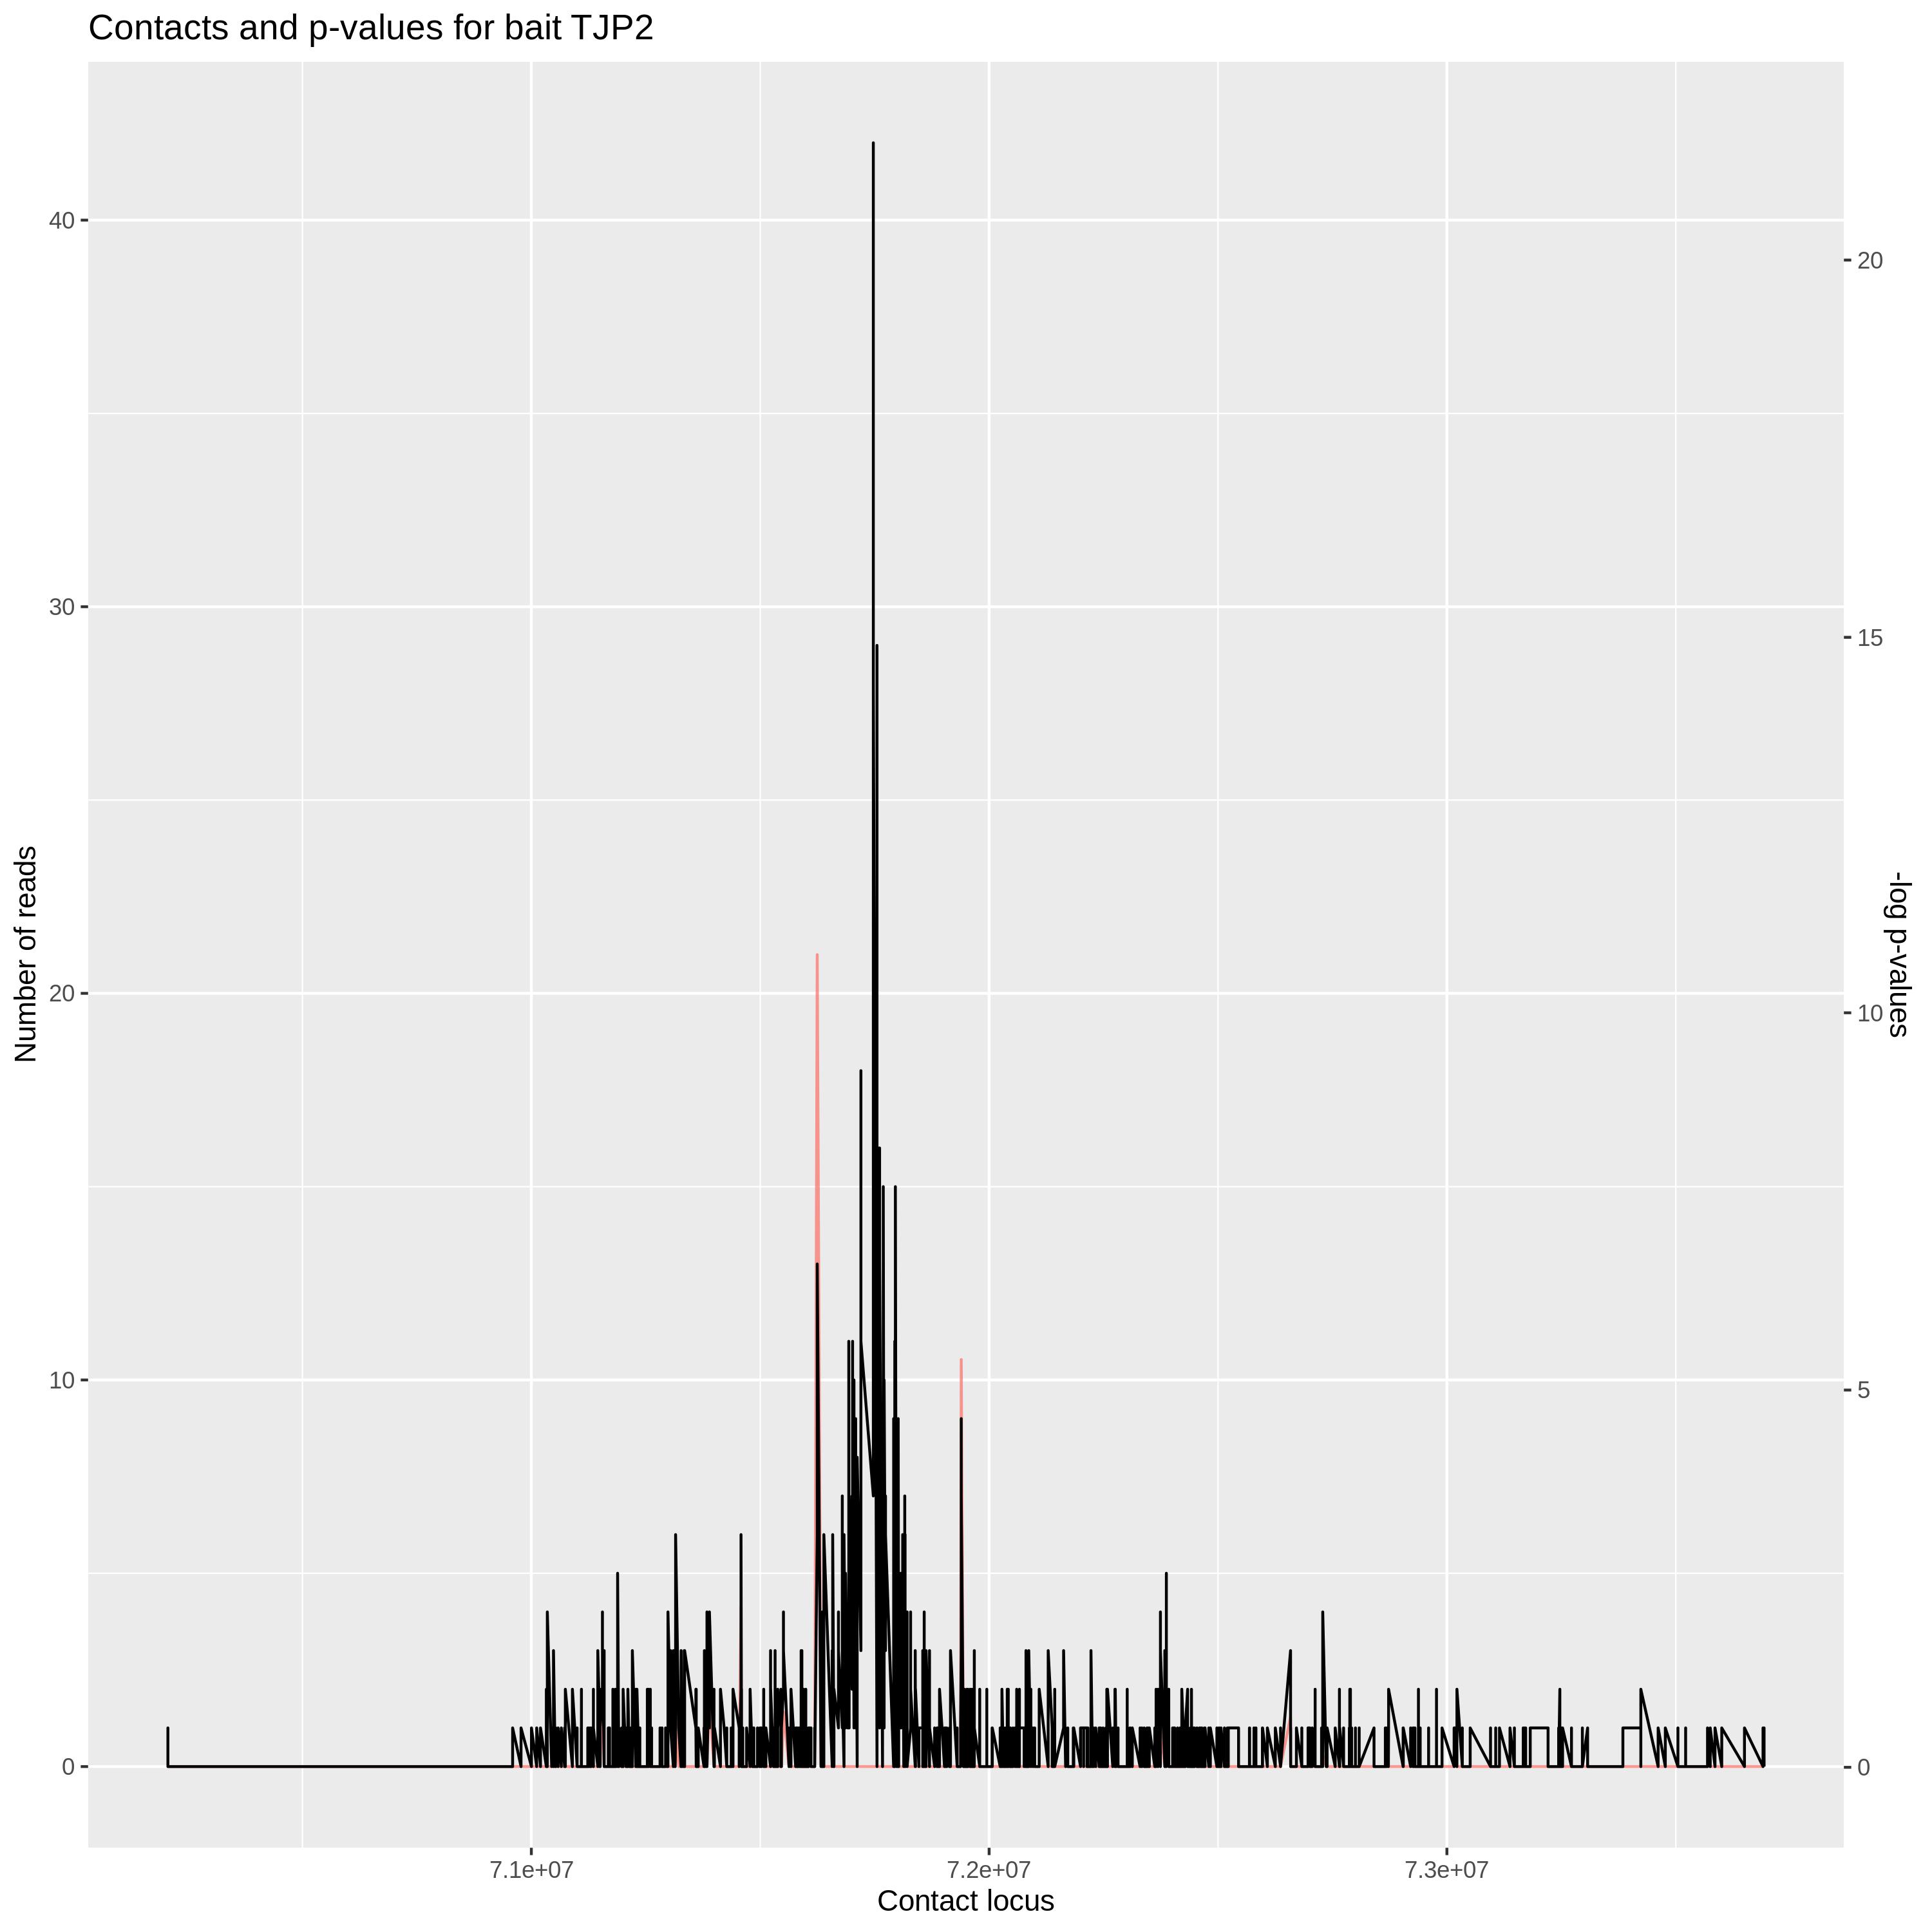 Contacts and p-values for bait TJP2
Number of reads
40
30
20
10
0
20
15
10
5
0
-log p-values
7.1e+07
7.2e+07
7.3e+07
Contact locus